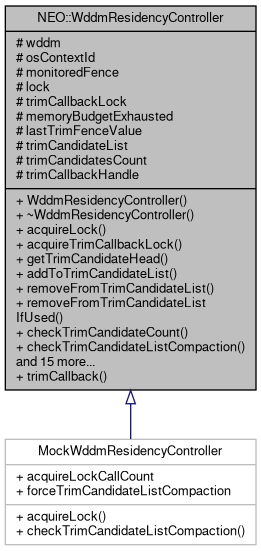 NEO::WddmResidencyController
# wddm
# osContextId
# monitoredFence
# lock
# trimCallbackLock
# memoryBudgetExhausted
# lastTrimFenceValue
# trimCandidateList
# trimCandidatesCount
# trimCallbackHandle
+ WddmResidencyController()
+ ~WddmResidencyController()
+ acquireLock()
+ acquireTrimCallbackLock()
+ getTrimCandidateHead()
+ addToTrimCandidateList()
+ removeFromTrimCandidateList()
+ removeFromTrimCandidateList
IfUsed()
+ checkTrimCandidateCount()
+ checkTrimCandidateListCompaction()
and 15 more...
+ trimCallback()
MockWddmResidencyController
+ acquireLockCallCount
+ forceTrimCandidateListCompaction
+ acquireLock()
+ checkTrimCandidateListCompaction()